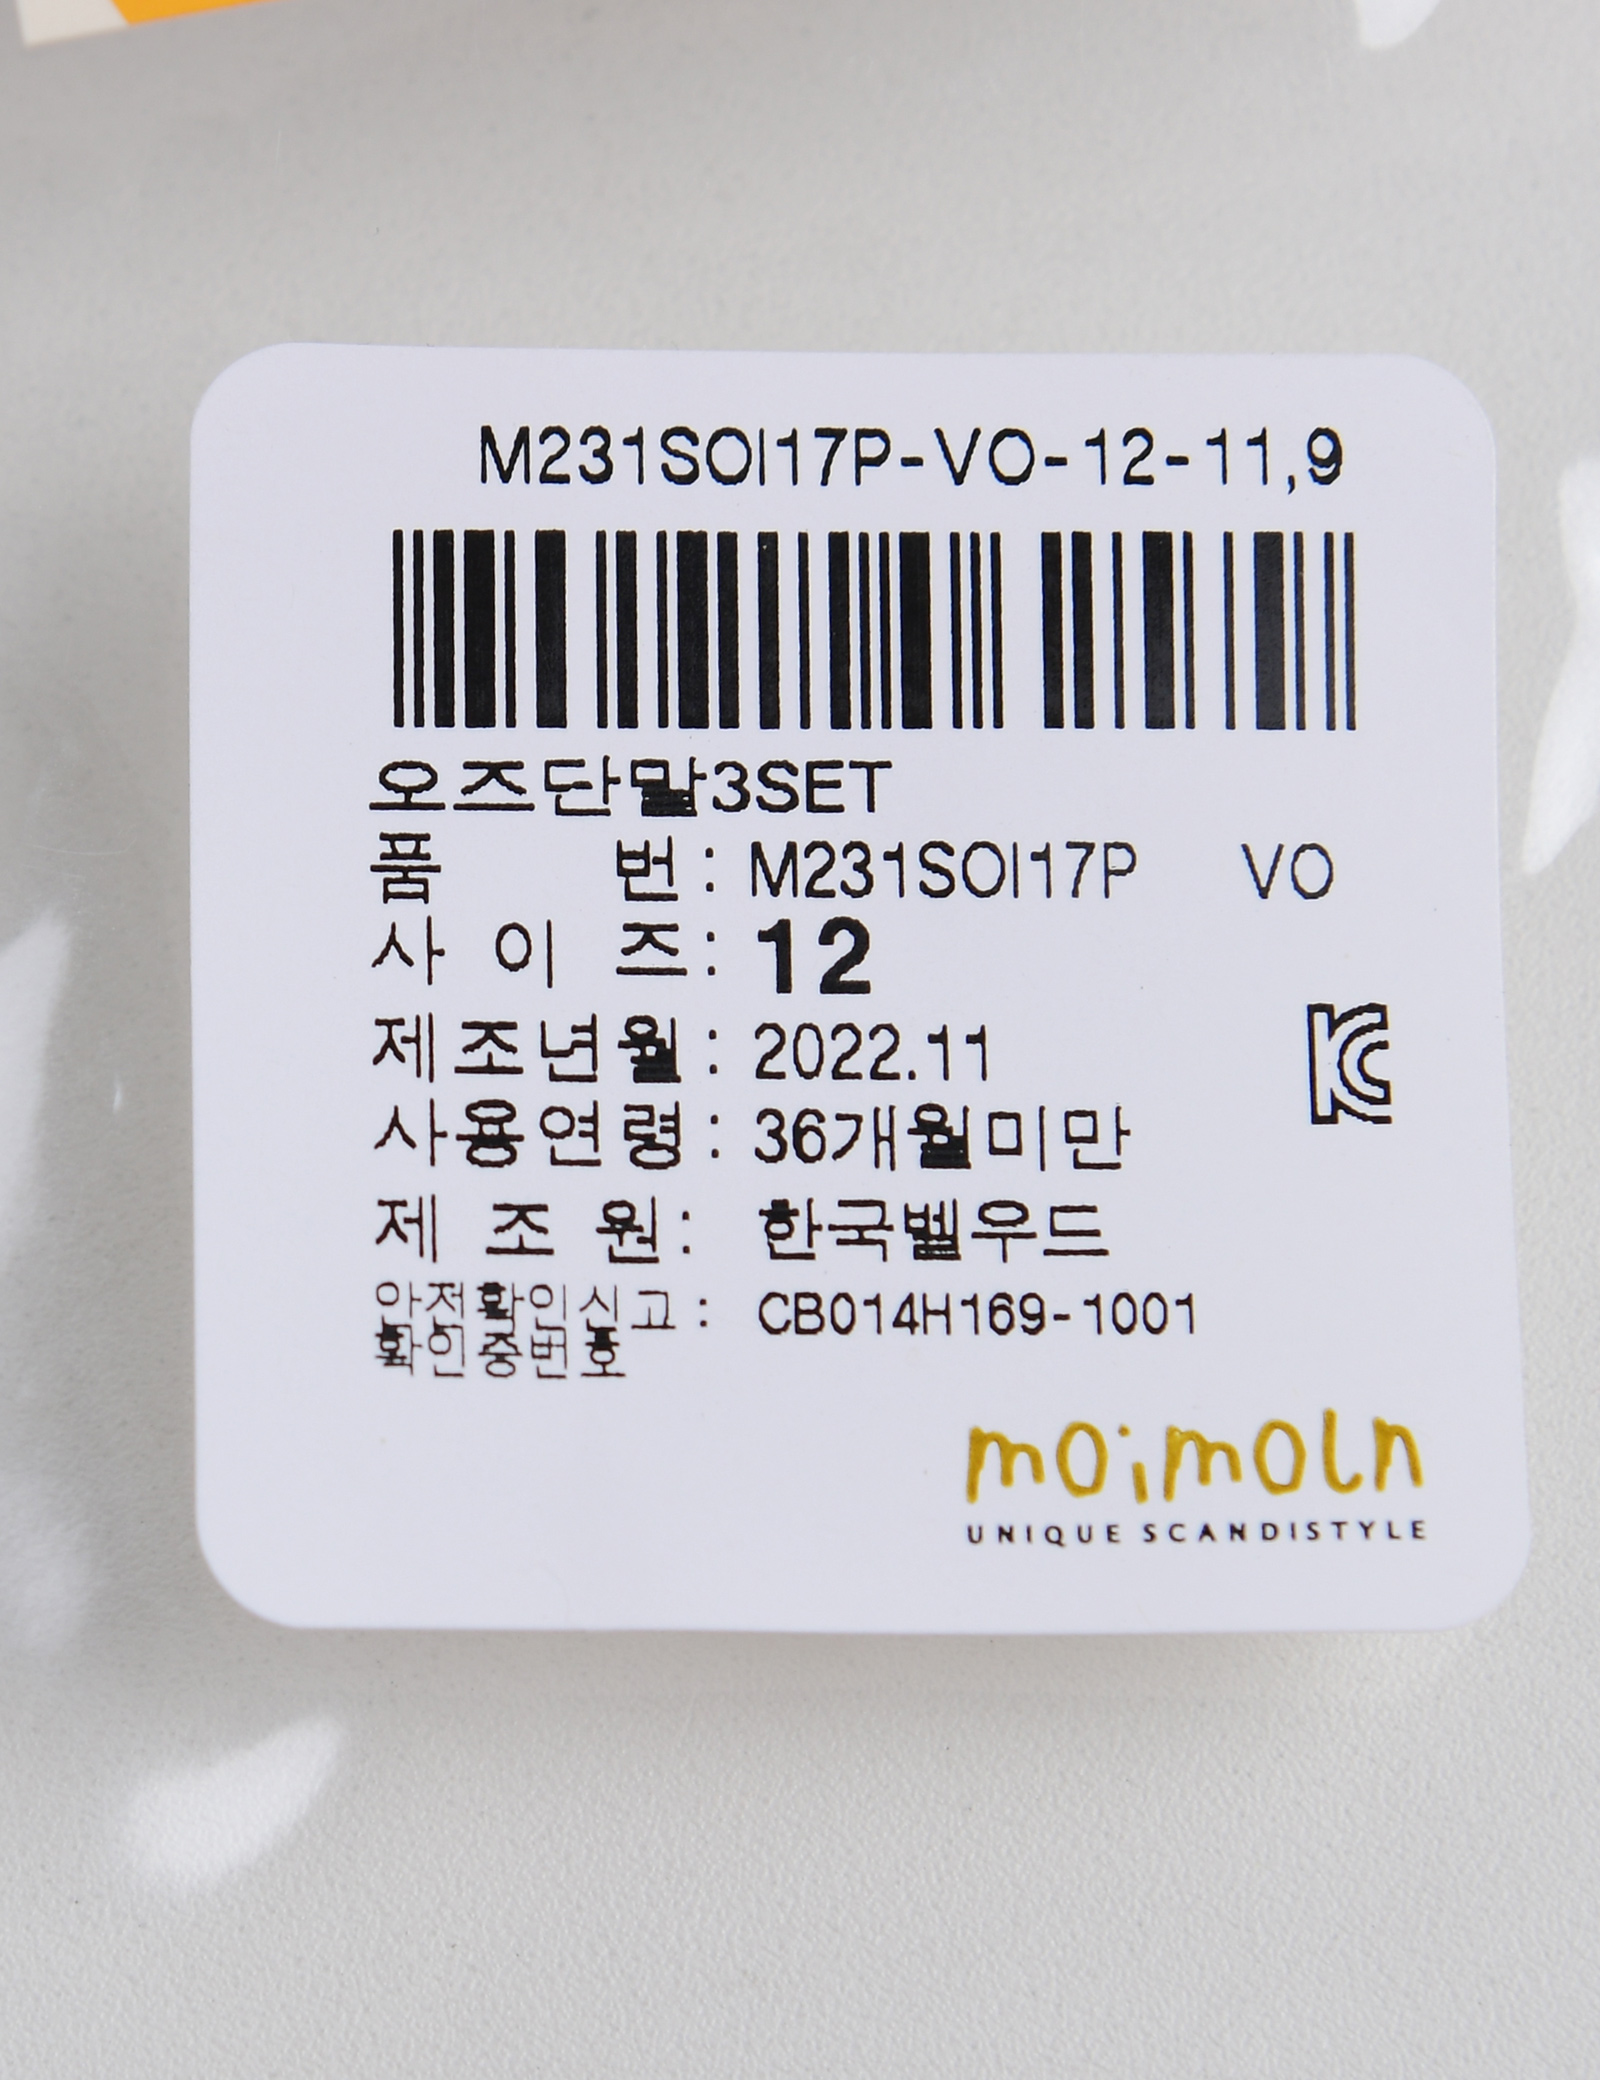 M231SOI17P-VO-12-11,9
오즈단말3SET
품 번 : M231SOI17P VO
사 이 즈 : 12
제조년월 : 2022.11
사용연령 : 36개월미만
제 조 원 : 한국벨우드
안전확인신고 : CB014H169-1001
확인증번호
moimoln
UNIQUE SCANDISTYLE